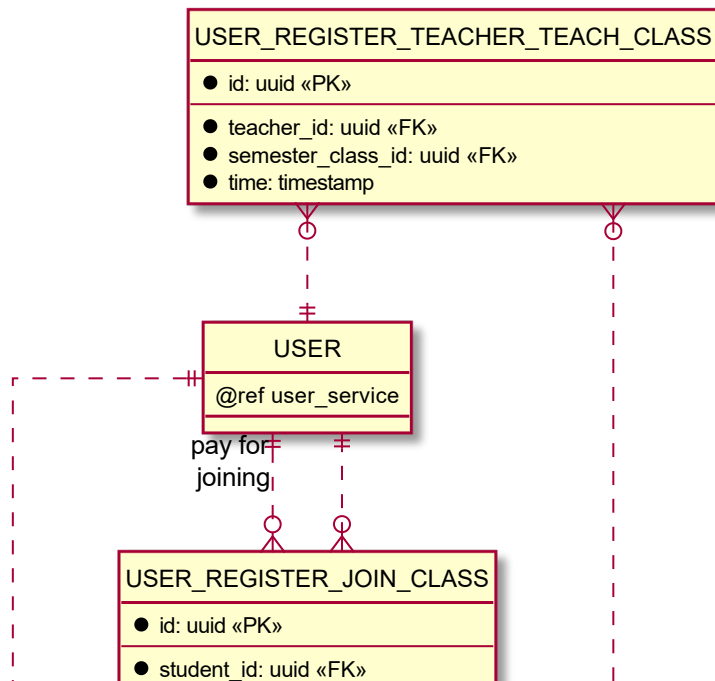 USER_REGISTER_TEACHER_TEACH_CLASS
id: uuid «PK»
teacher_id: uuid «FK»
semester_class_id: uuid «FK»
time: timestamp
USER
@ref user_service
pay for
joining
USER_REGISTER_JOIN_CLASS
id: uuid «PK»
student_id: uuid «FK»